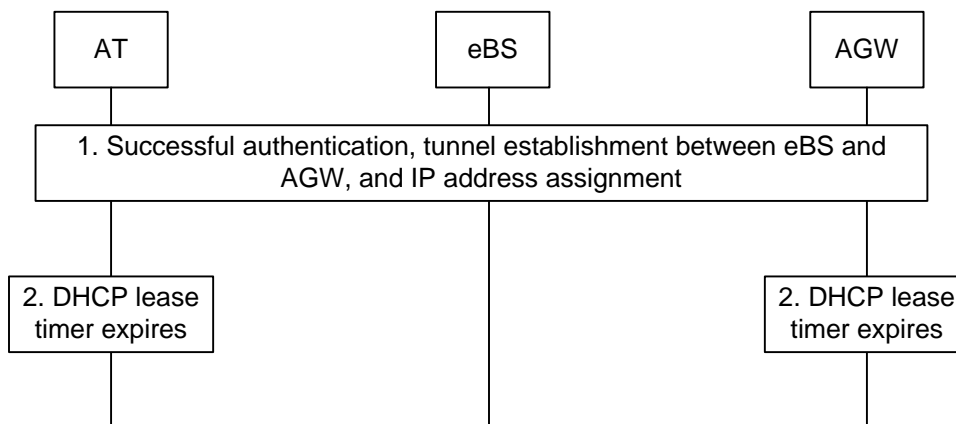 AT
eBS
AGW
1. Successful authentication, tunnel establishment between eBS and
AGW, and IP address assignment
2. DHCP lease
timer expires
2. DHCP lease
timer expires